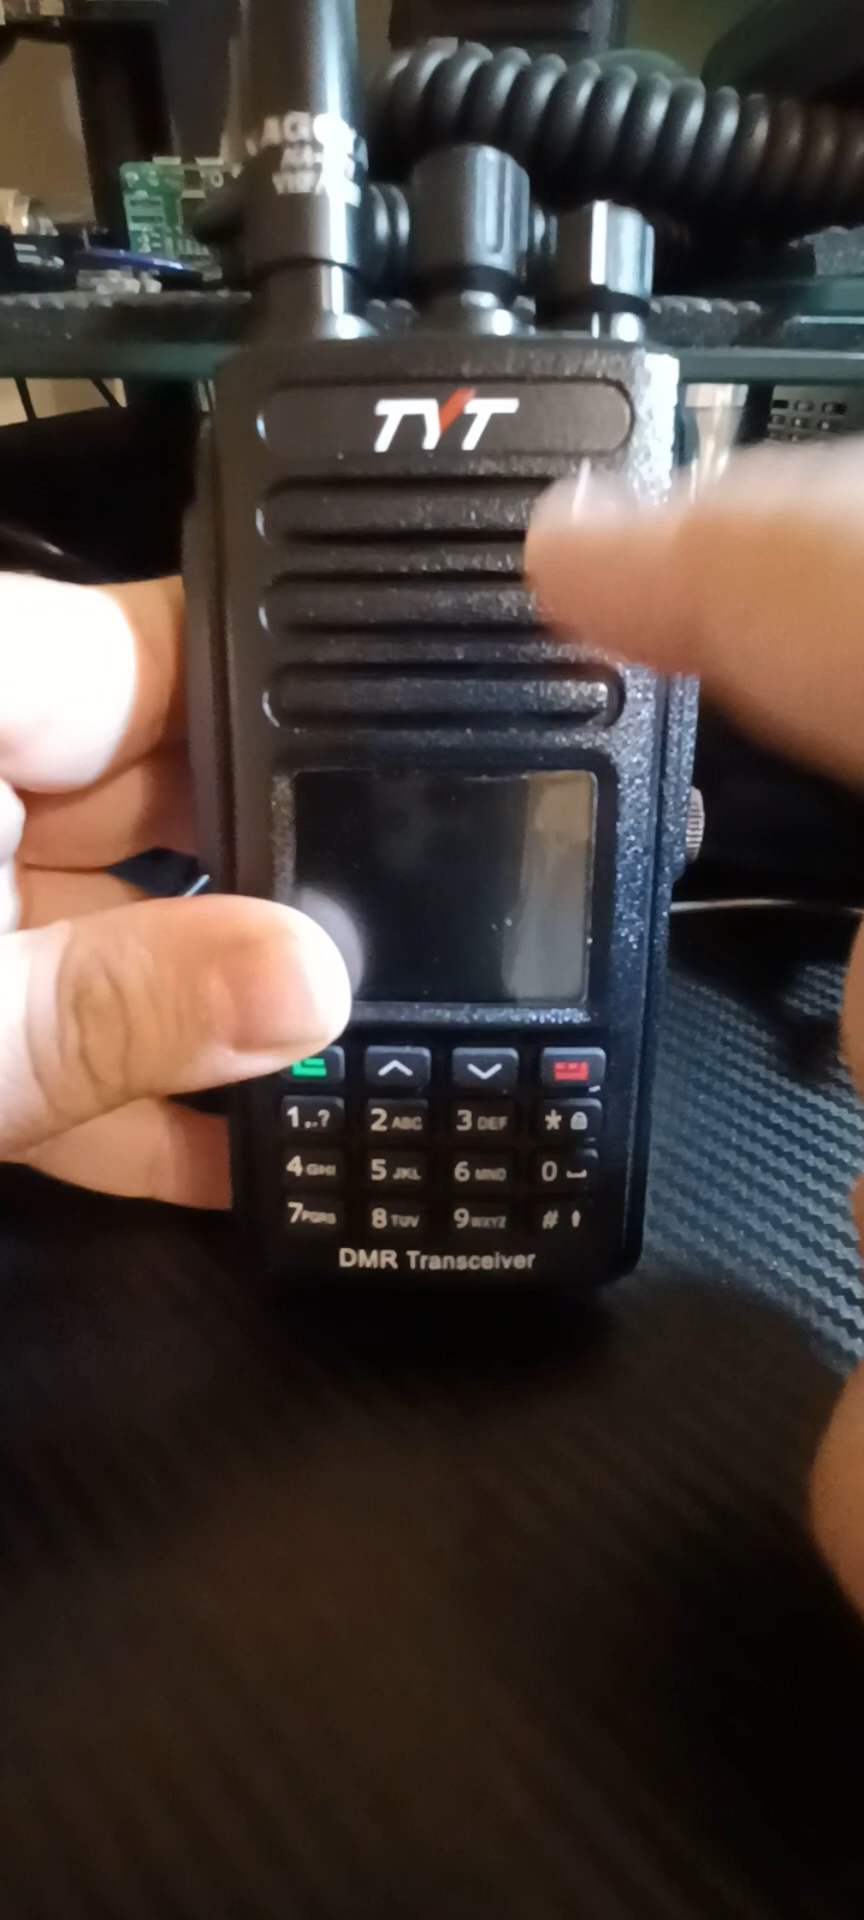 TYT
1,.? 2 ABC 3 DEF *
4 GHI 5 JKL 6 MNO 0
7 PQRS 8 TUV 9 WXYZ #
DMR Transceiver